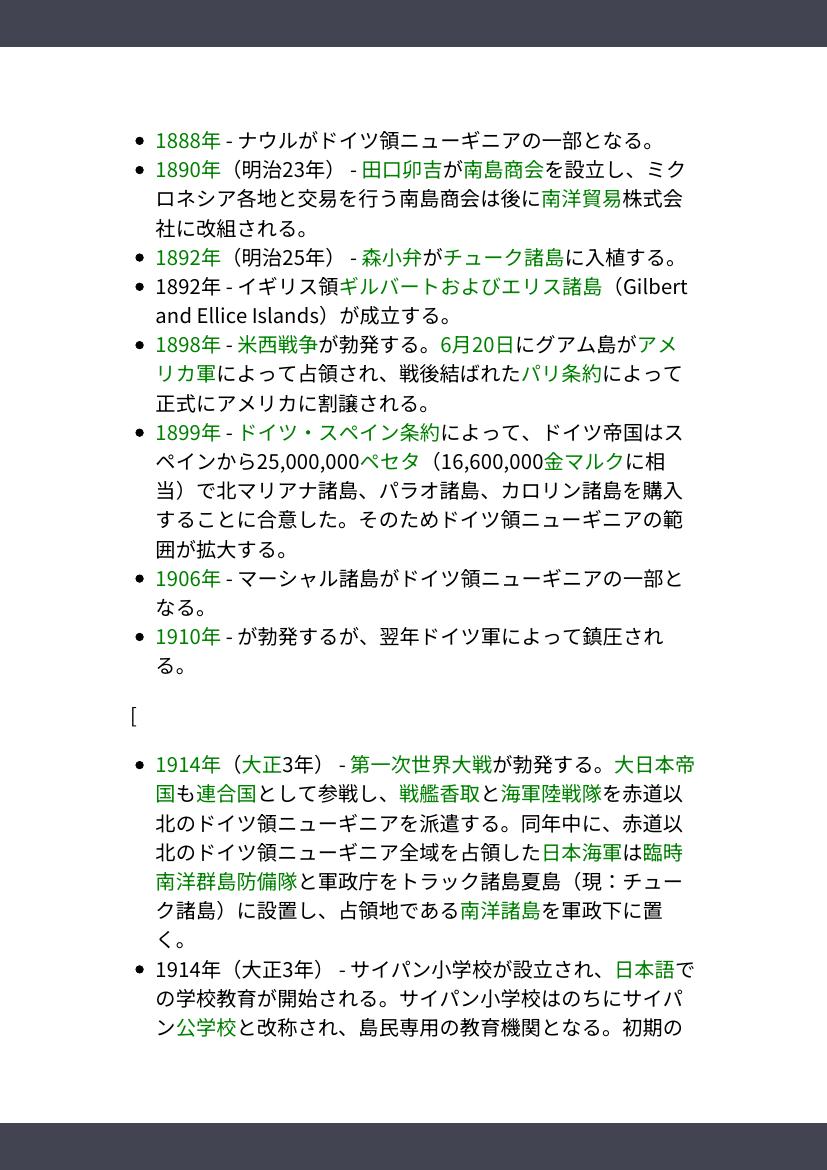 1888年 - ナウルがドイツ領ニューギニアの一部となる。
1890年（明治23年） - 田口卯吉が南島商会を設立し、ミク
ロネシア各地と交易を行う南島商会は後に南洋貿易株式会
社に改組される。
1892年（明治25年） - 森小弁がチューク諸島に入植する。
1892年 - イギリス領ギルバートおよびエリス諸島（Gilbert
and Ellice Islands）が成立する。
1898年 - 米西戦争が勃発する。6月20日にグアム島がアメ
リカ軍によって占領され、戦後結ばれたパリ条約によって
正式にアメリカに割譲される。
1899年 - ドイツ・スペイン条約によって、ドイツ帝国はス
ペインから25,000,000ペセタ（16,600,000金マルクに相
当）で北マリアナ諸島、パラオ諸島、カロリン諸島を購入
することに合意した。そのためドイツ領ニューギニアの範
囲が拡大する。
1906年 - マーシャル諸島がドイツ領ニューギニアの一部と
なる。
1910年 - が勃発するが、翌年ドイツ軍によって鎮圧され
る。
[
1914年（大正3年） - 第一次世界大戦が勃発する。大日本帝
国も連合国として参戦し、戦艦香取と海軍陸戦隊を赤道以
北のドイツ領ニューギニアを派遣する。同年中に、赤道以
北のドイツ領ニューギニア全域を占領した日本海軍は臨時
南洋群島防備隊と軍政庁をトラック諸島夏島（現：チュー
ク諸島）に設置し、占領地である南洋諸島を軍政下に置
く。
1914年（大正3年） - サイパン小学校が設立され、日本語で
の学校教育が開始される。サイパン小学校はのちにサイパ
ン公学校と改称され、島民専用の教育機関となる。初期の